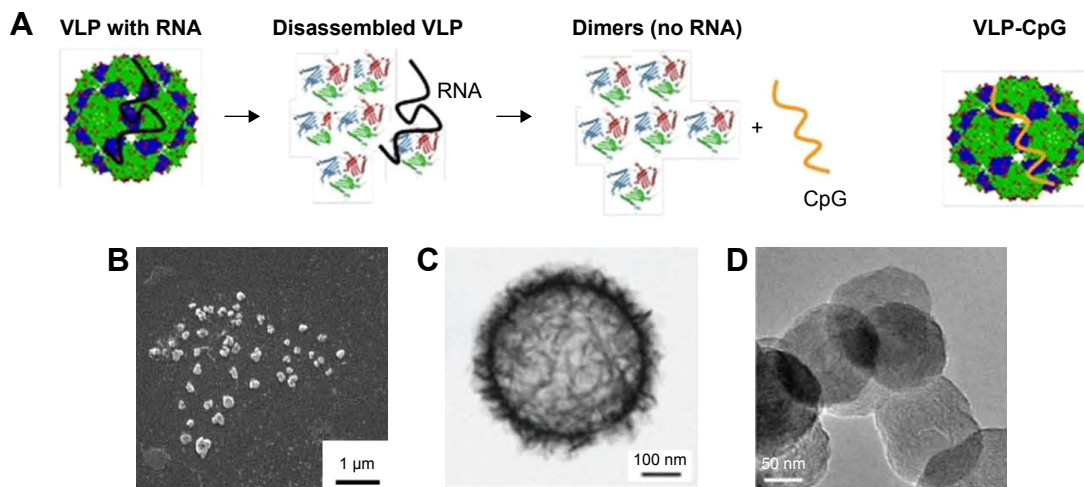 A
VLP with RNA
Disassembled VLP
Dimers (no RNA)
VLP-CpG
RNA
+
CpG
B
C
D
1 µm
100 nm
50 nm